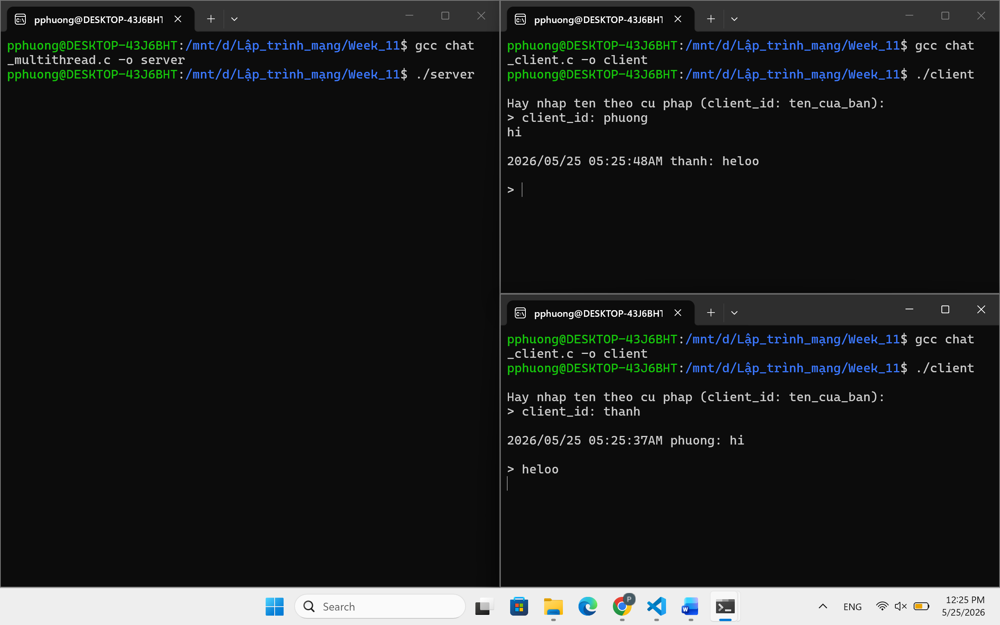 pphuong@DESKTOP-43J6BHT
pphuong@DESKTOP-43J6BHT:/mnt/d/Lập_trình_mạng/Week_11$ gcc chat
_multithread.c -o server
pphuong@DESKTOP-43J6BHT:/mnt/d/Lập_trình_mạng/Week_11$ ./server
pphuong@DESKTOP-43J6BHT
pphuong@DESKTOP-43J6BHT:/mnt/d/Lập_trình_mạng/Week_11$ gcc chat
_client.c -o client
pphuong@DESKTOP-43J6BHT:/mnt/d/Lập_trình_mạng/Week_11$ ./client
Hay nhap ten theo cu phap (client_id: ten_cua_ban):
> client_id: phuong
hi
2026/05/25 05:25:48AM thanh: heloo
>
pphuong@DESKTOP-43J6BHT
pphuong@DESKTOP-43J6BHT:/mnt/d/Lập_trình_mạng/Week_11$ gcc chat
_client.c -o client
pphuong@DESKTOP-43J6BHT:/mnt/d/Lập_trình_mạng/Week_11$ ./client
Hay nhap ten theo cu phap (client_id: ten_cua_ban):
> client_id: thanh
2026/05/25 05:25:37AM phuong: hi
> heloo
Search
P
W
ENG
12:25 PM
5/25/2026